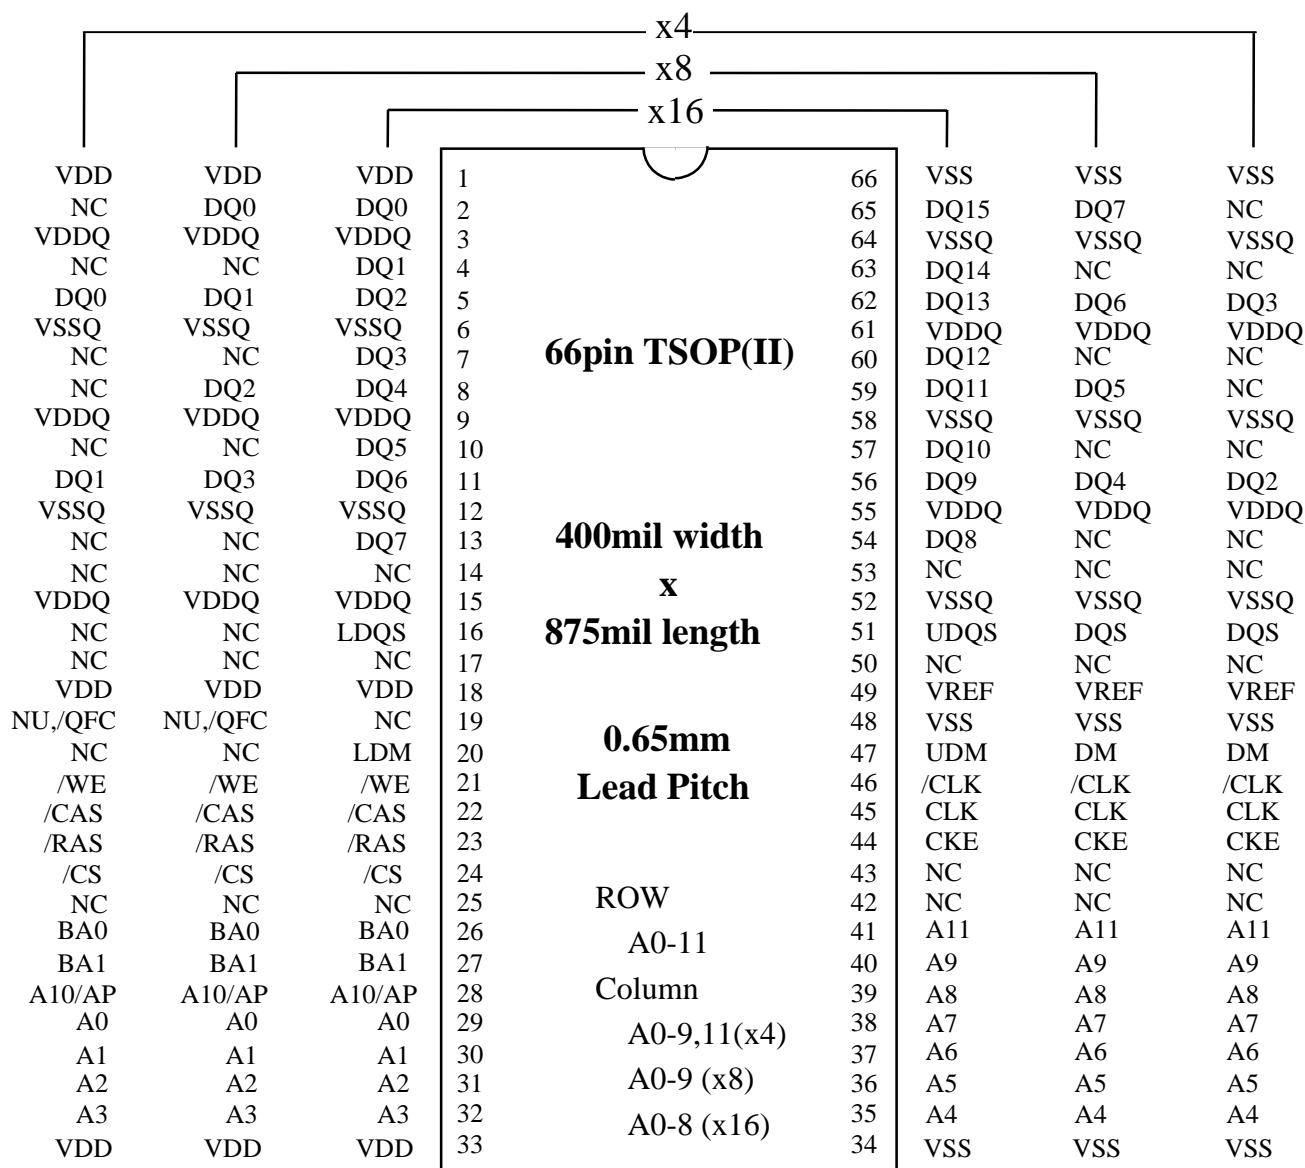 x4
x8
x16
VDD VDD VDD 1 66 VSS VSS VSS
NC DQ0 DQ0 2 65 DQ15 DQ7 NC
VDDQ VDDQ VDDQ 3 64 VSSQ VSSQ VSSQ
NC NC DQ1 4 63 DQ14 NC NC
DQ0 DQ1 DQ2 5 62 DQ13 DQ6 DQ3
VSSQ VSSQ VSSQ 6 61 VDDQ VDDQ VDDQ
NC NC DQ3 7 66pin TSOP(II) 60 DQ12 NC NC
NC DQ2 DQ4 8 59 DQ11 DQ5 NC
VDDQ VDDQ VDDQ 9 58 VSSQ VSSQ VSSQ
NC NC DQ5 10 57 DQ10 NC NC
DQ1 DQ3 DQ6 11 56 DQ9 DQ4 DQ2
VSSQ VSSQ VSSQ 12 55 VDDQ VDDQ VDDQ
NC NC DQ7 13 400mil width 54 DQ8 NC NC
NC NC NC 14 x 53 NC NC NC
VDDQ VDDQ VDDQ 15 52 VSSQ VSSQ VSSQ
NC NC LDQS 16 875mil length 51 UDQS DQS DQS
NC NC NC 17 50 NC NC NC
VDD VDD VDD 18 49 VREF VREF VREF
NU,/QFC NU,/QFC NC 19 0.65mm 48 VSS VSS VSS
NC NC LDM 20 47 UDM DM DM
/WE /WE /WE 21 Lead Pitch 46 /CLK /CLK /CLK
/CAS /CAS /CAS 22 45 CLK CLK CLK
/RAS /RAS /RAS 23 44 CKE CKE CKE
/CS /CS /CS 24 43 NC NC NC
NC NC NC 25 ROW 42 NC NC NC
BA0 BA0 BA0 26 A0-11 41 A11 A11 A11
BA1 BA1 BA1 27 40 A9 A9 A9
A10/AP A10/AP A10/AP 28 Column 39 A8 A8 A8
A0 A0 A0 29 A0-9,11(x4) 38 A7 A7 A7
A1 A1 A1 30 37 A6 A6 A6
A2 A2 A2 31 A0-9 (x8) 36 A5 A5 A5
A3 A3 A3 32 A0-8 (x16) 35 A4 A4 A4
VDD VDD VDD 33 34 VSS VSS VSS